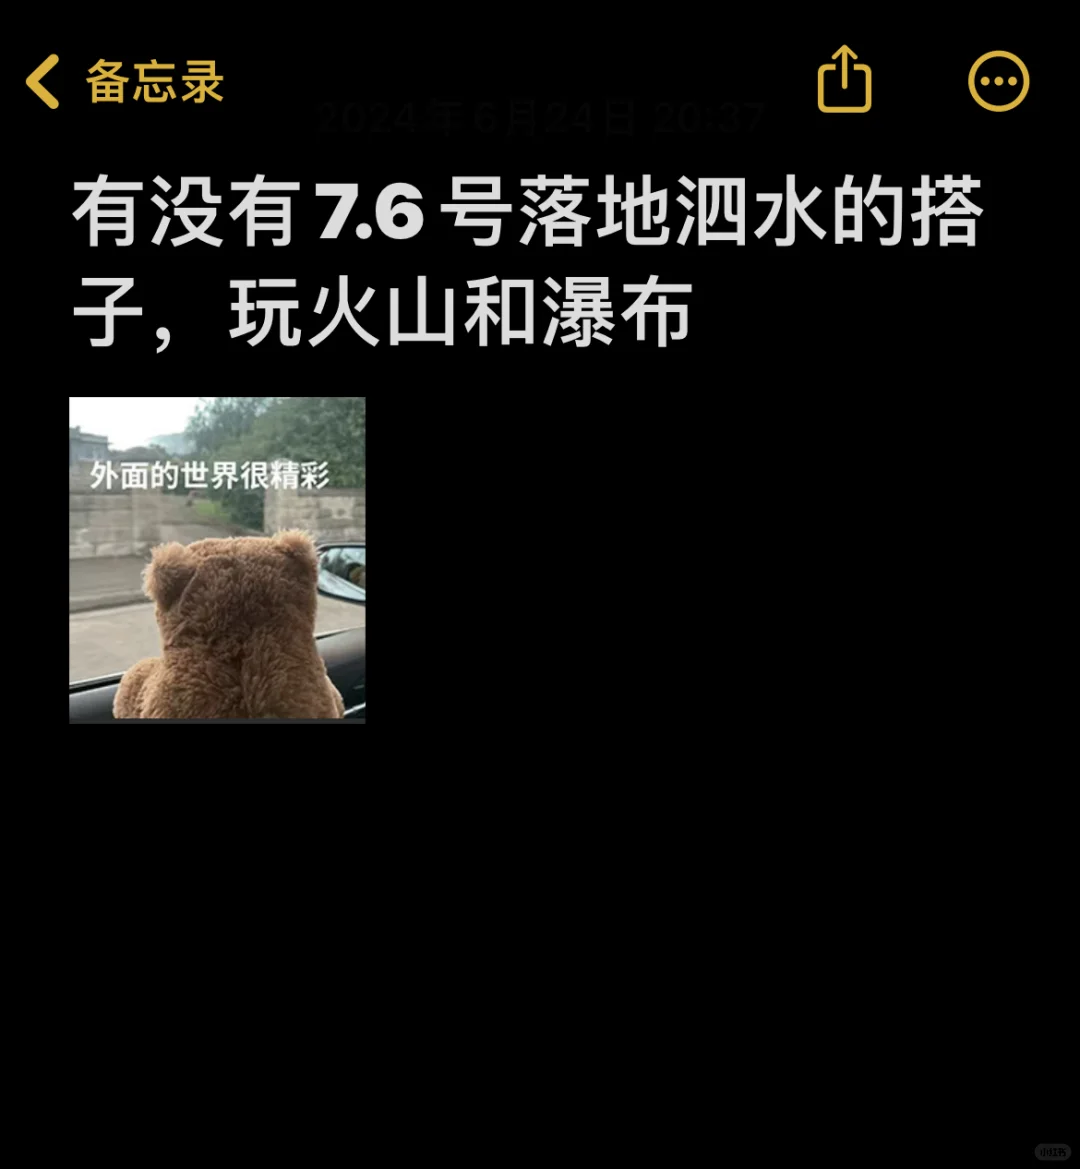 备忘录
2024年6月24日 20:37
有没有7.6号落地泗水的搭
子，玩火山和瀑布
外面的世界很精彩
小红书